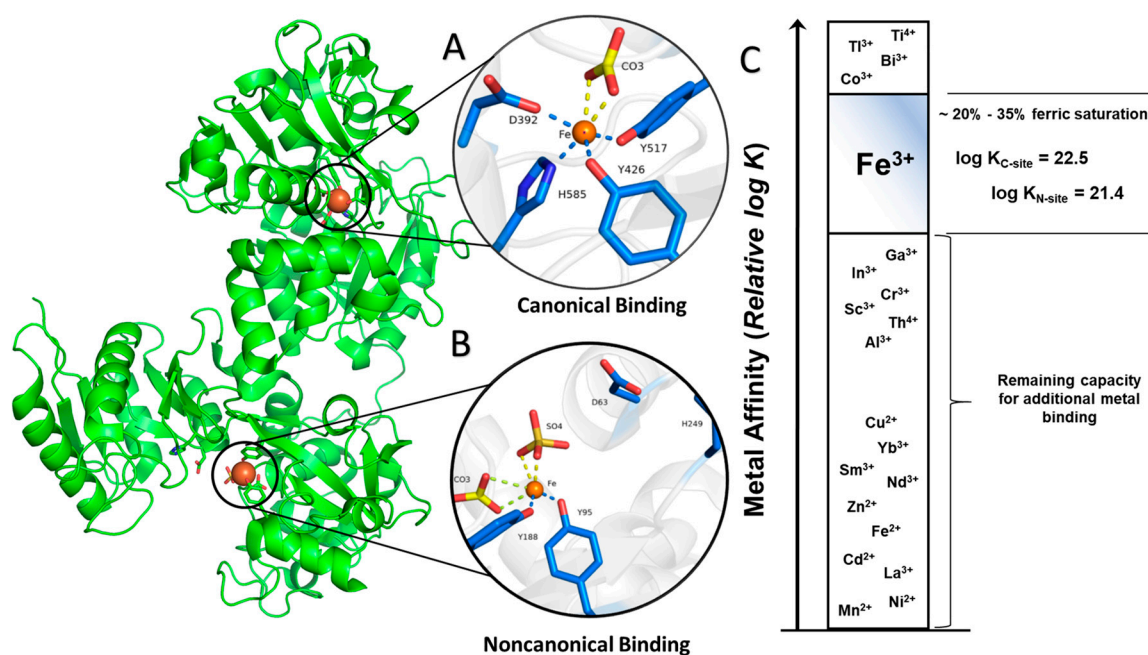 A
CO3
D392
Fe
Y517
Y426
H585
Canonical Binding
B
D63
SO4
H249
Fe
CO3
Y95
Y188
Noncanonical Binding
C
Metal Affinity (Relative log K)
Ti⁴⁺
Tl³⁺
Bi³⁺
Co³⁺
Fe³⁺
~ 20% - 35% ferric saturation
log K_C-site = 22.5
log K_N-site = 21.4
Ga³⁺
In³⁺
Cr³⁺
Sc³⁺
Th⁴⁺
Al³⁺
Cu²⁺
Yb³⁺
Sm³⁺
Nd³⁺
Zn²⁺
Fe²⁺
Cd²⁺
La³⁺
Ni²⁺
Mn²⁺
Remaining capacity
for additional metal
binding